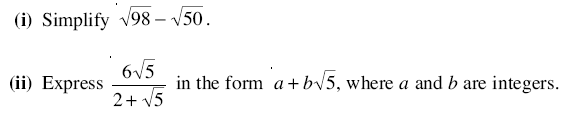 (i) Simplify √98 – √50.
(ii) Express 6√5 / (2 + √5) in the form a + b√5, where a and b are integers.